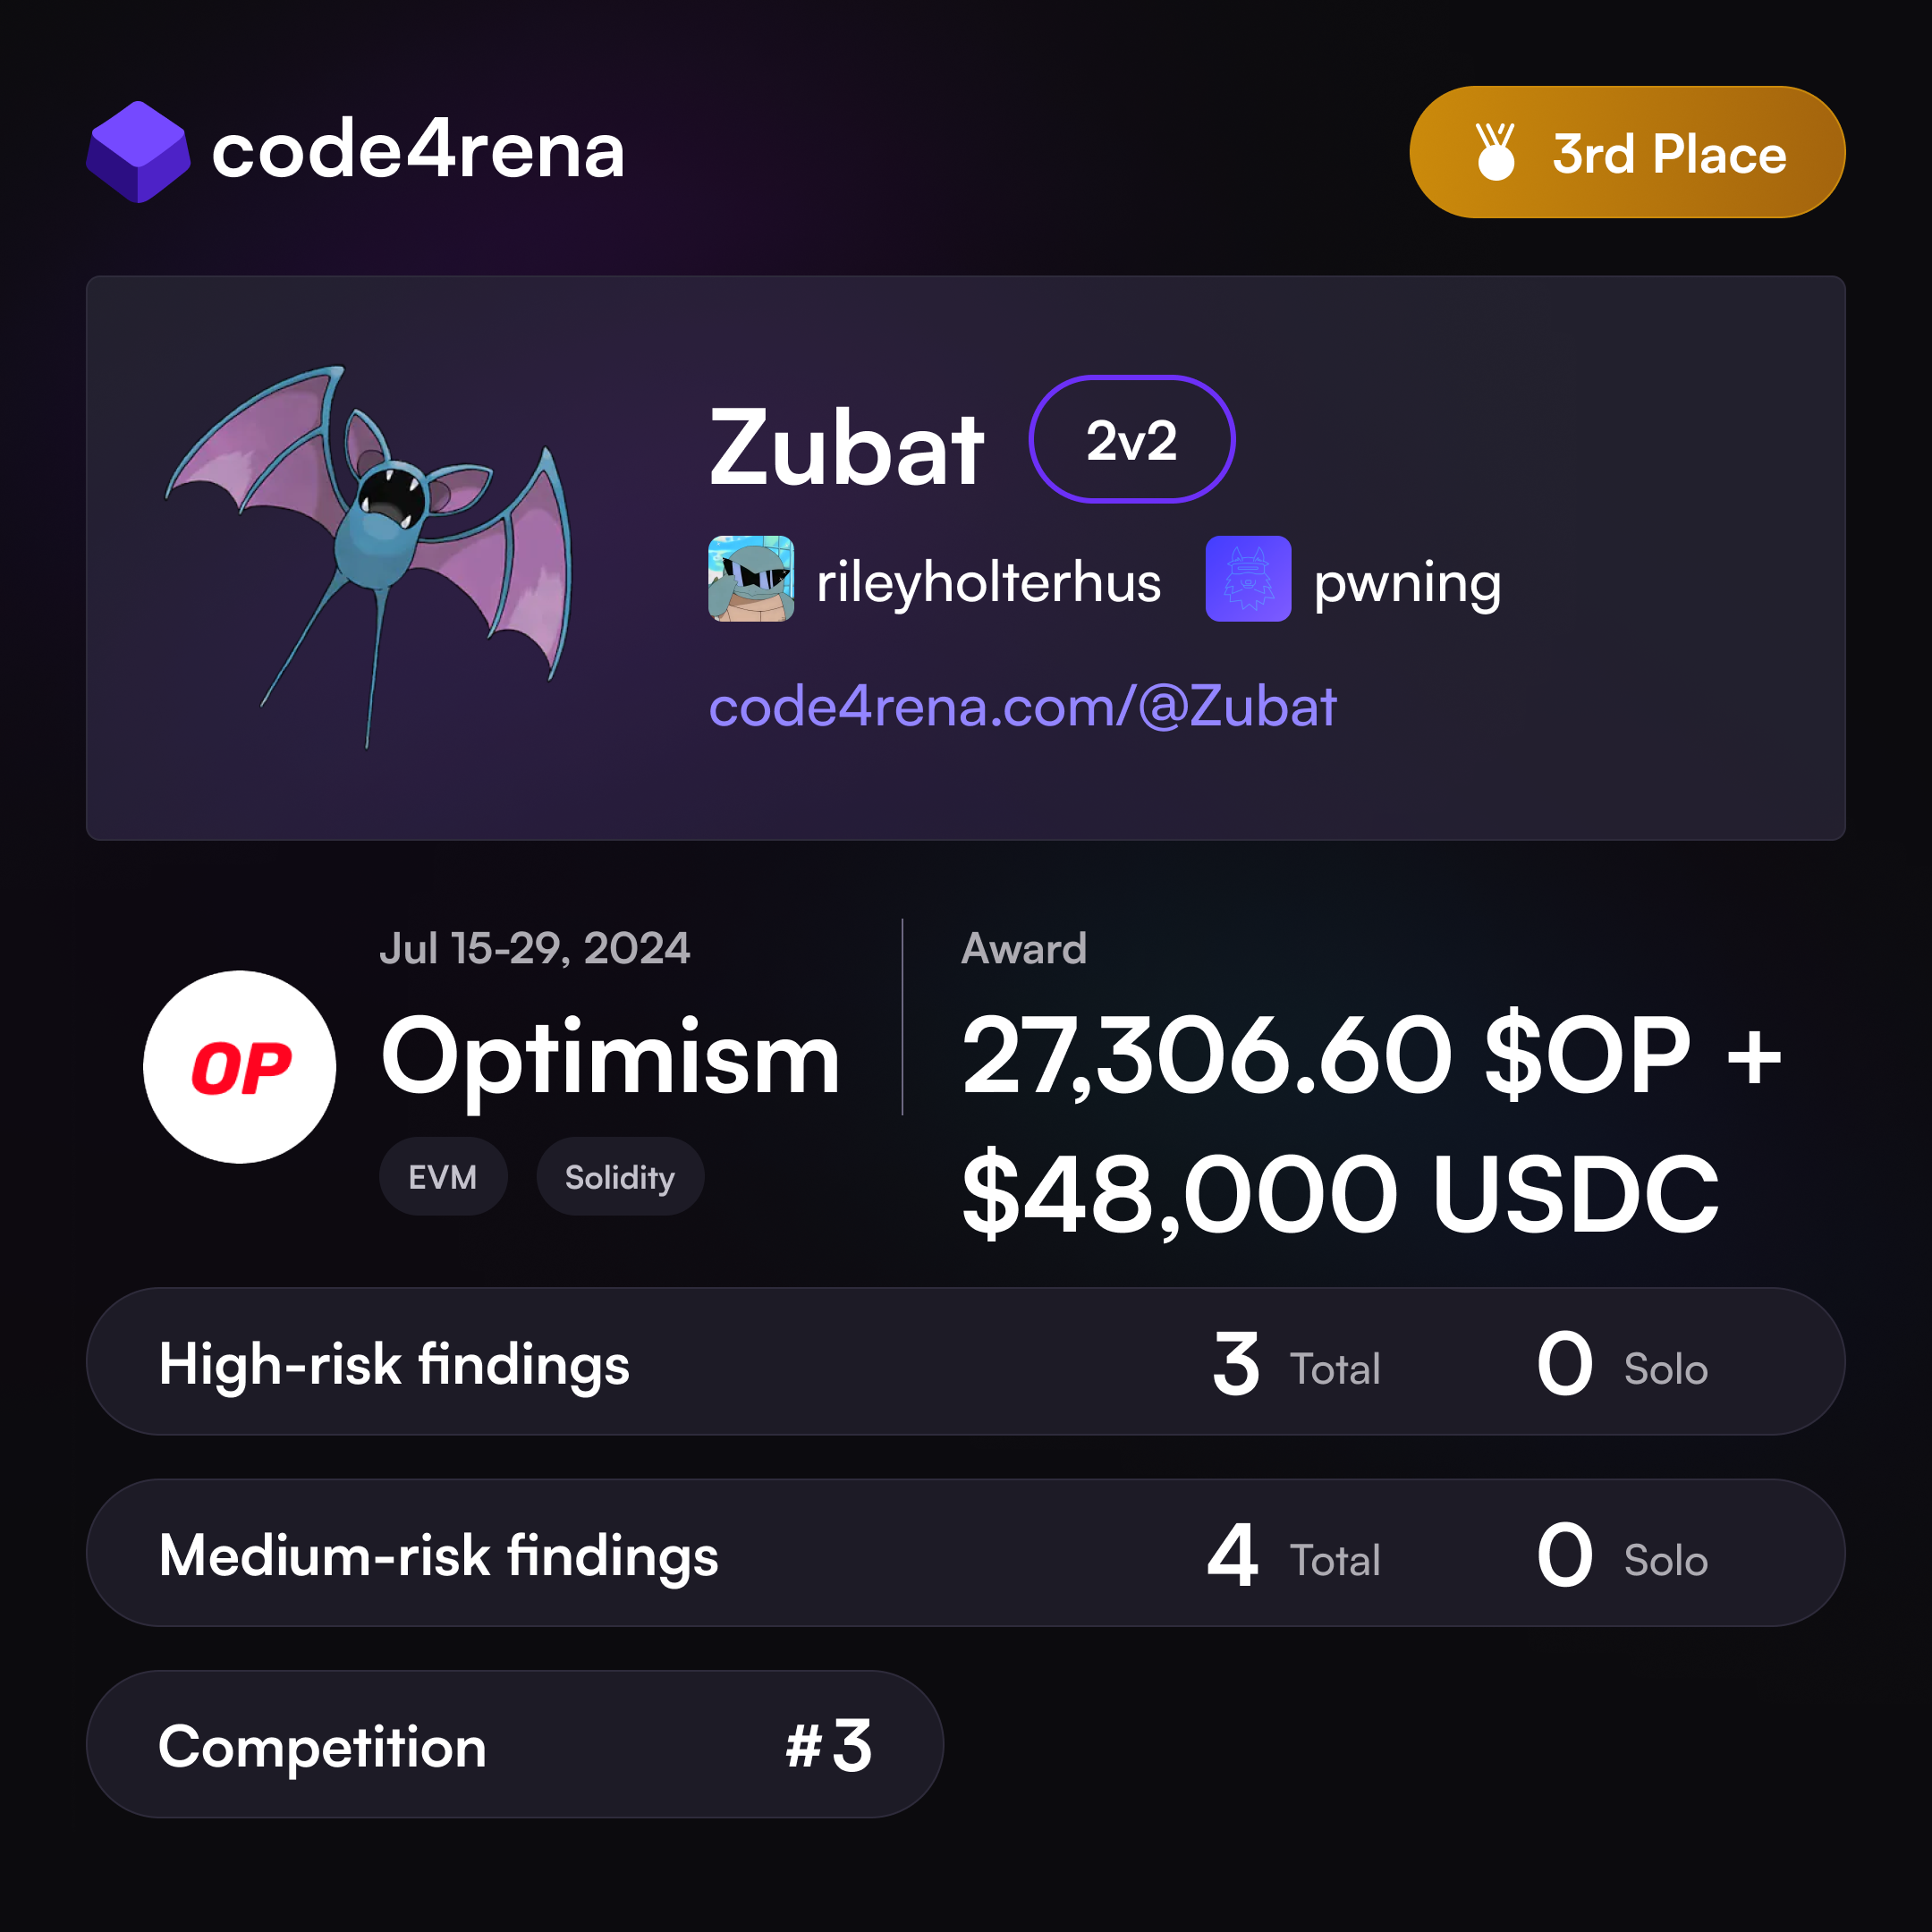 code4rena
3rd Place
Zubat 2v2
rileyholterhus pwning
code4rena.com/@Zubat
Jul 15-29, 2024
Optimism
OP
EVM Solidity
Award
27,306.60 $OP +
$48,000 USDC
High-risk findings 3 Total 0 Solo
Medium-risk findings 4 Total 0 Solo
Competition #3